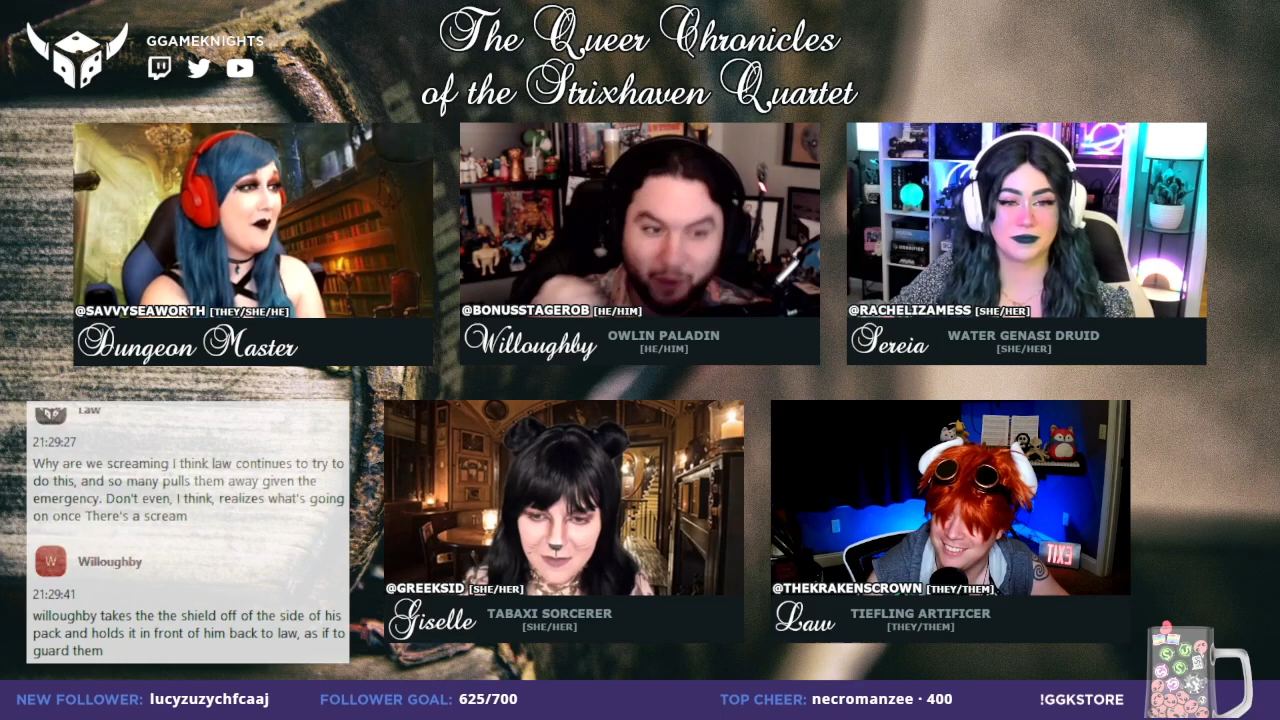 GGAMEKNIGHTS
The Queer Chronicles
of the Strixhaven Quartet
@SAVVYSEAWORTH [THEY/SHE/HE]
Dungeon Master
@BONUSSTAGEROB [HE/HIM]
Willoughby
OWLIN PALADIN
[HE/HIM]
@RACHELIZAMESS [SHE/HER]
Sereia
WATER GENASI DRUID
[SHE/HER]
Law
21:29:27
Why are we screaming I think law continues to try to
do this, and so many pulls them away given the
emergency. Don't even, I think, realizes what's going
on once There's a scream
W
Willoughby
21:29:41
willoughby takes the the shield off of the side of his
pack and holds it in front of him back to law, as if to
guard them
@GREEKSID [SHE/HER]
Giselle
TABAXI SORCERER
[SHE/HER]
EXIT
@THEKRAKENSCROWN [THEY/THEM]
Law
TIEFLING ARTIFICER
[THEY/THEM]
NEW FOLLOWER: lucyzuzychfcaaj
FOLLOWER GOAL: 625/700
TOP CHEER: necromanzee · 400
!GGKSTORE